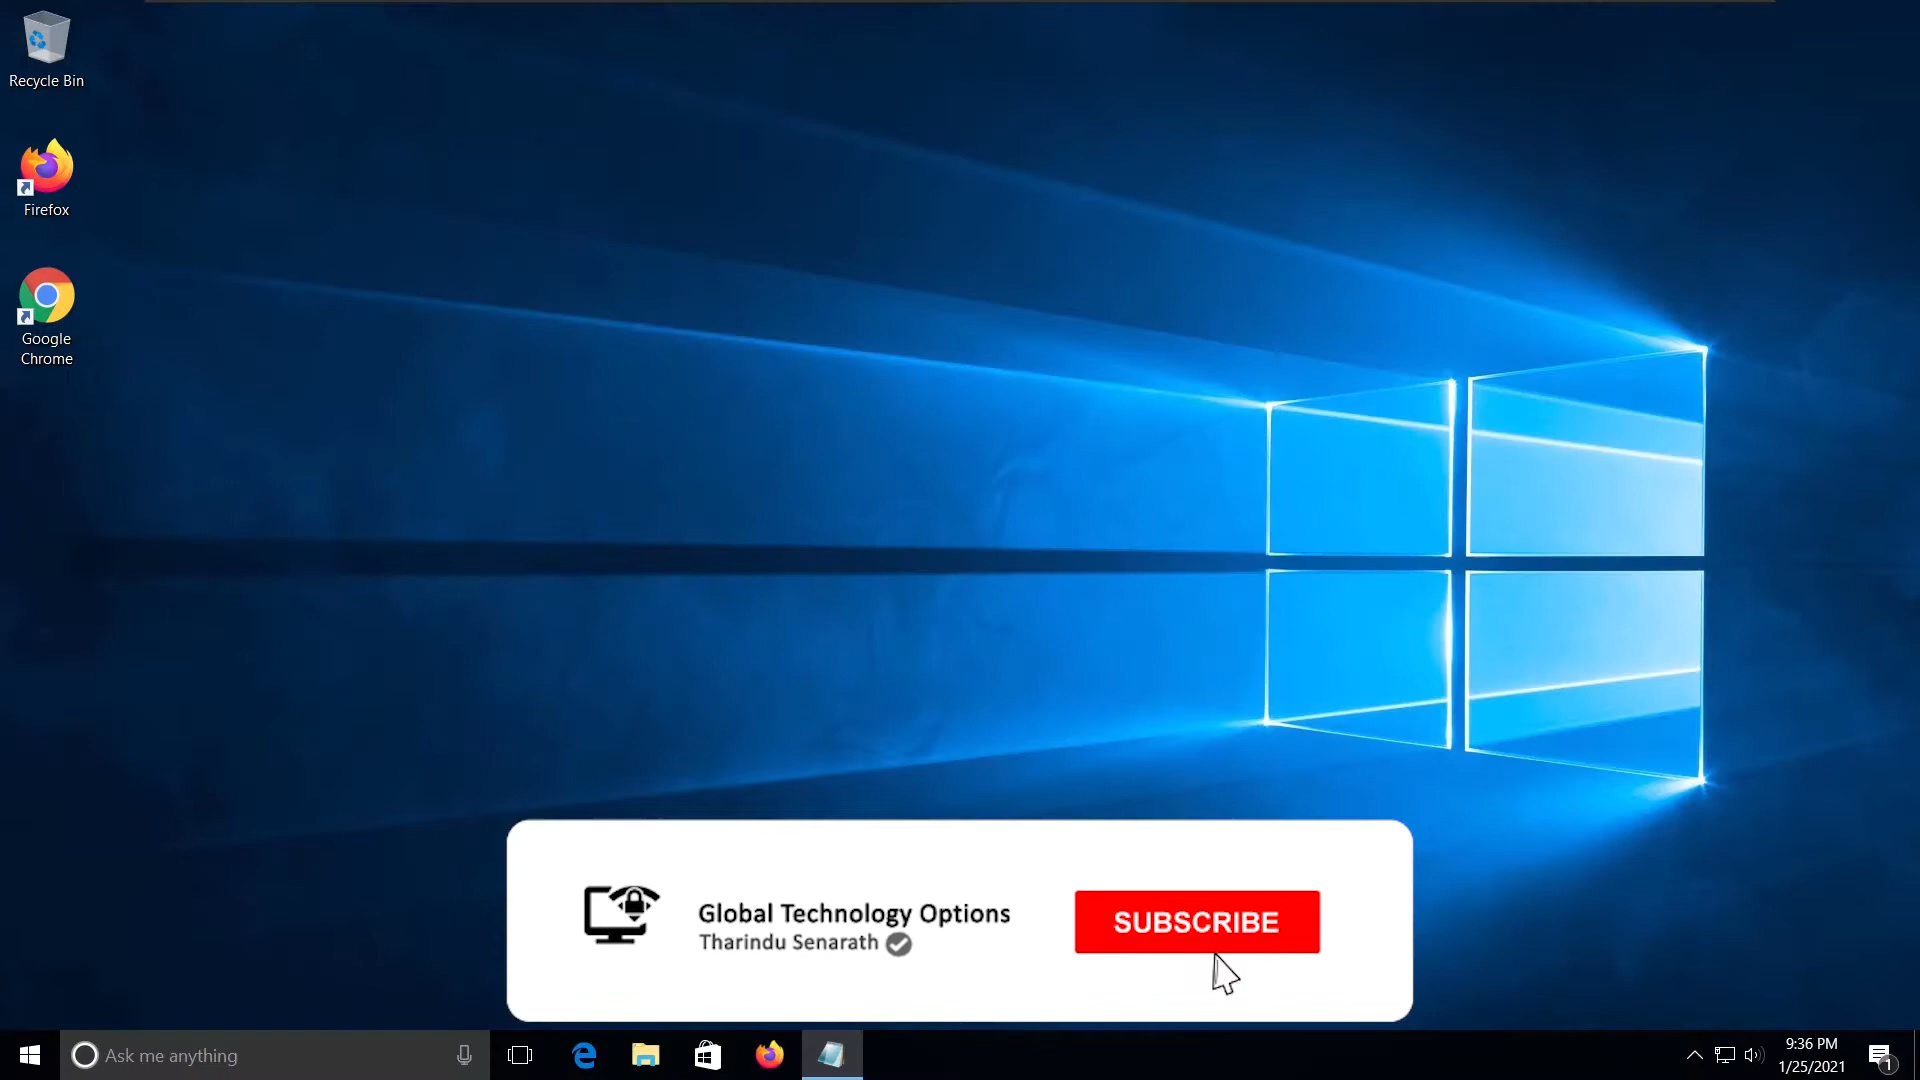 Recycle Bin
Firefox
Google
Chrome
Global Technology Options
Tharindu Senarath
SUBSCRIBE
Ask me anything
9:36 PM
1/25/2021
1